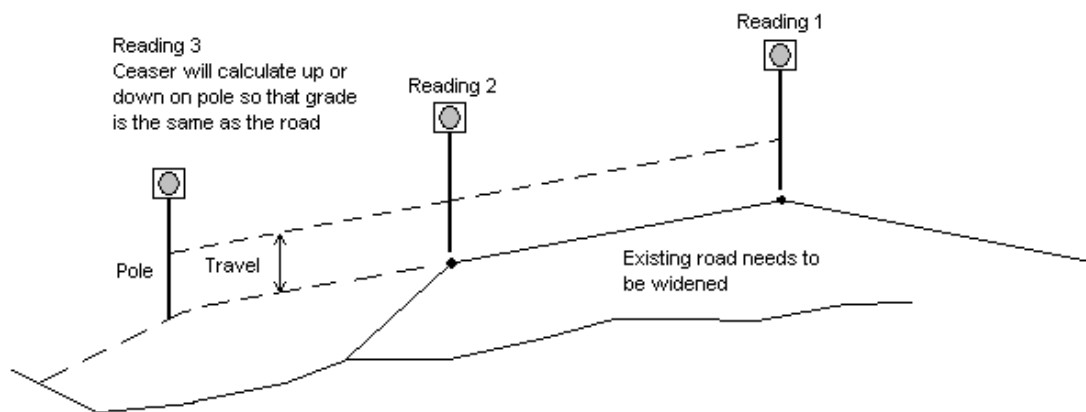 Reading 3
Ceaser will calculate up or
down on pole so that grade
is the same as the road
Reading 2
Reading 1
Pole
Travel
Existing road needs to
be widened